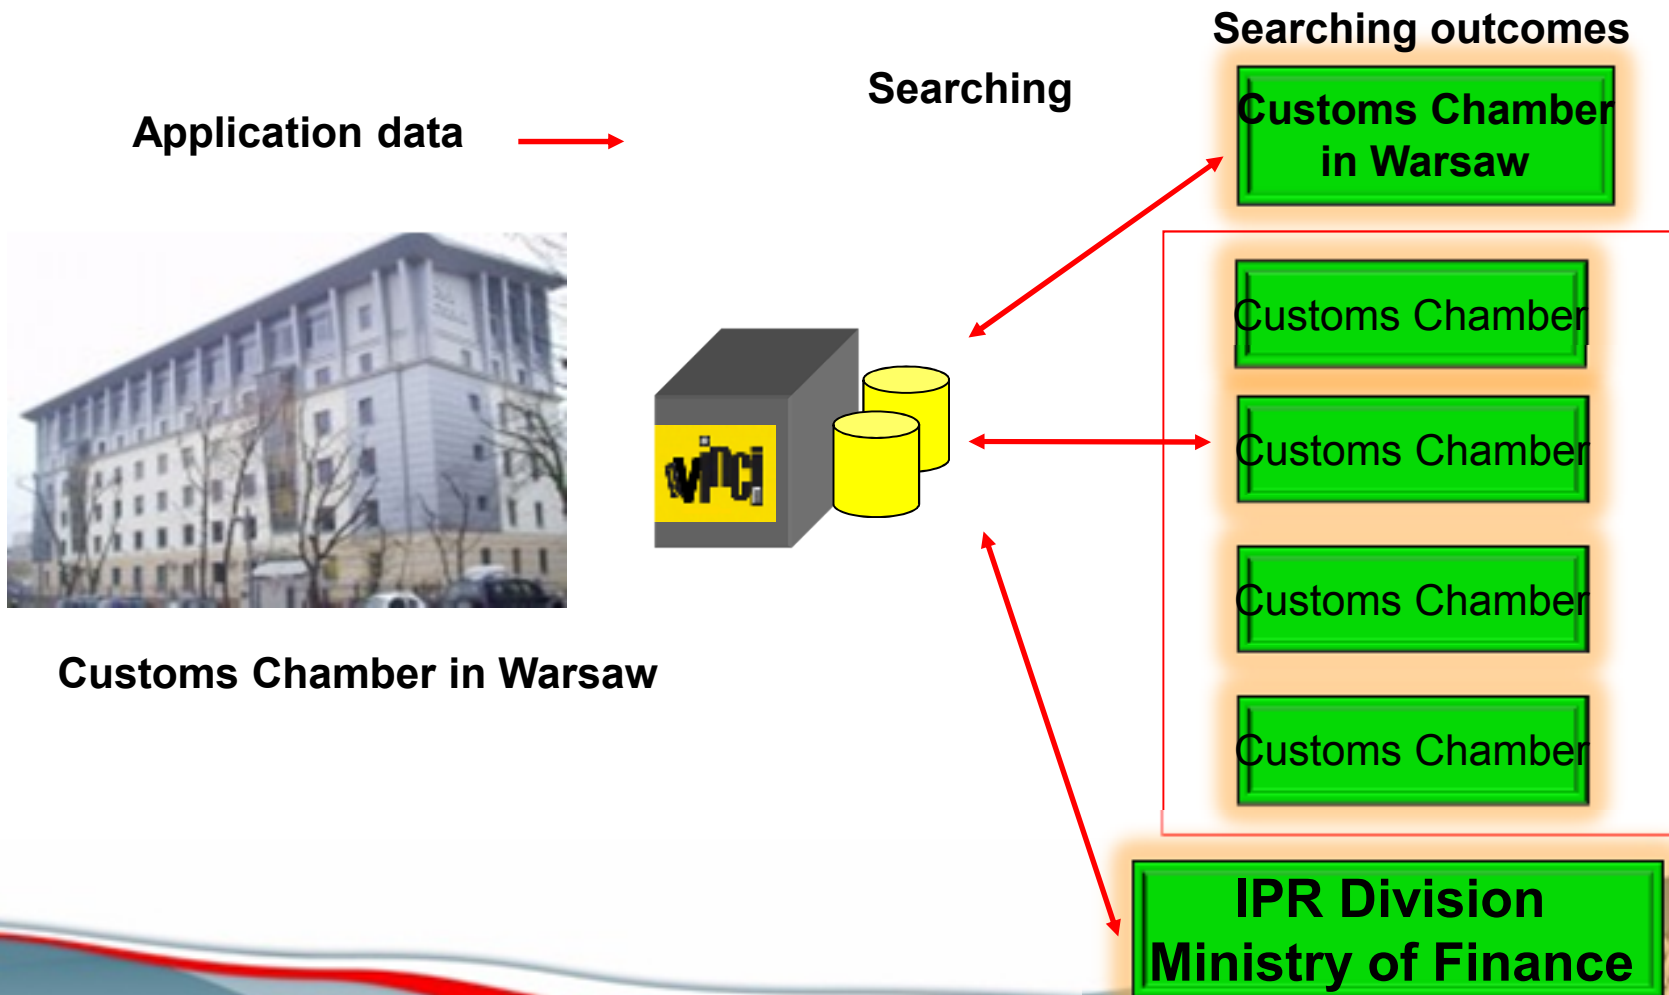 Searching outcomes
Searching
Application data
Customs Chamber
in Warsaw
Customs Chamber
Customs Chamber
Customs Chamber
Customs Chamber
vinci
Customs Chamber in Warsaw
IPR Division
Ministry of Finance